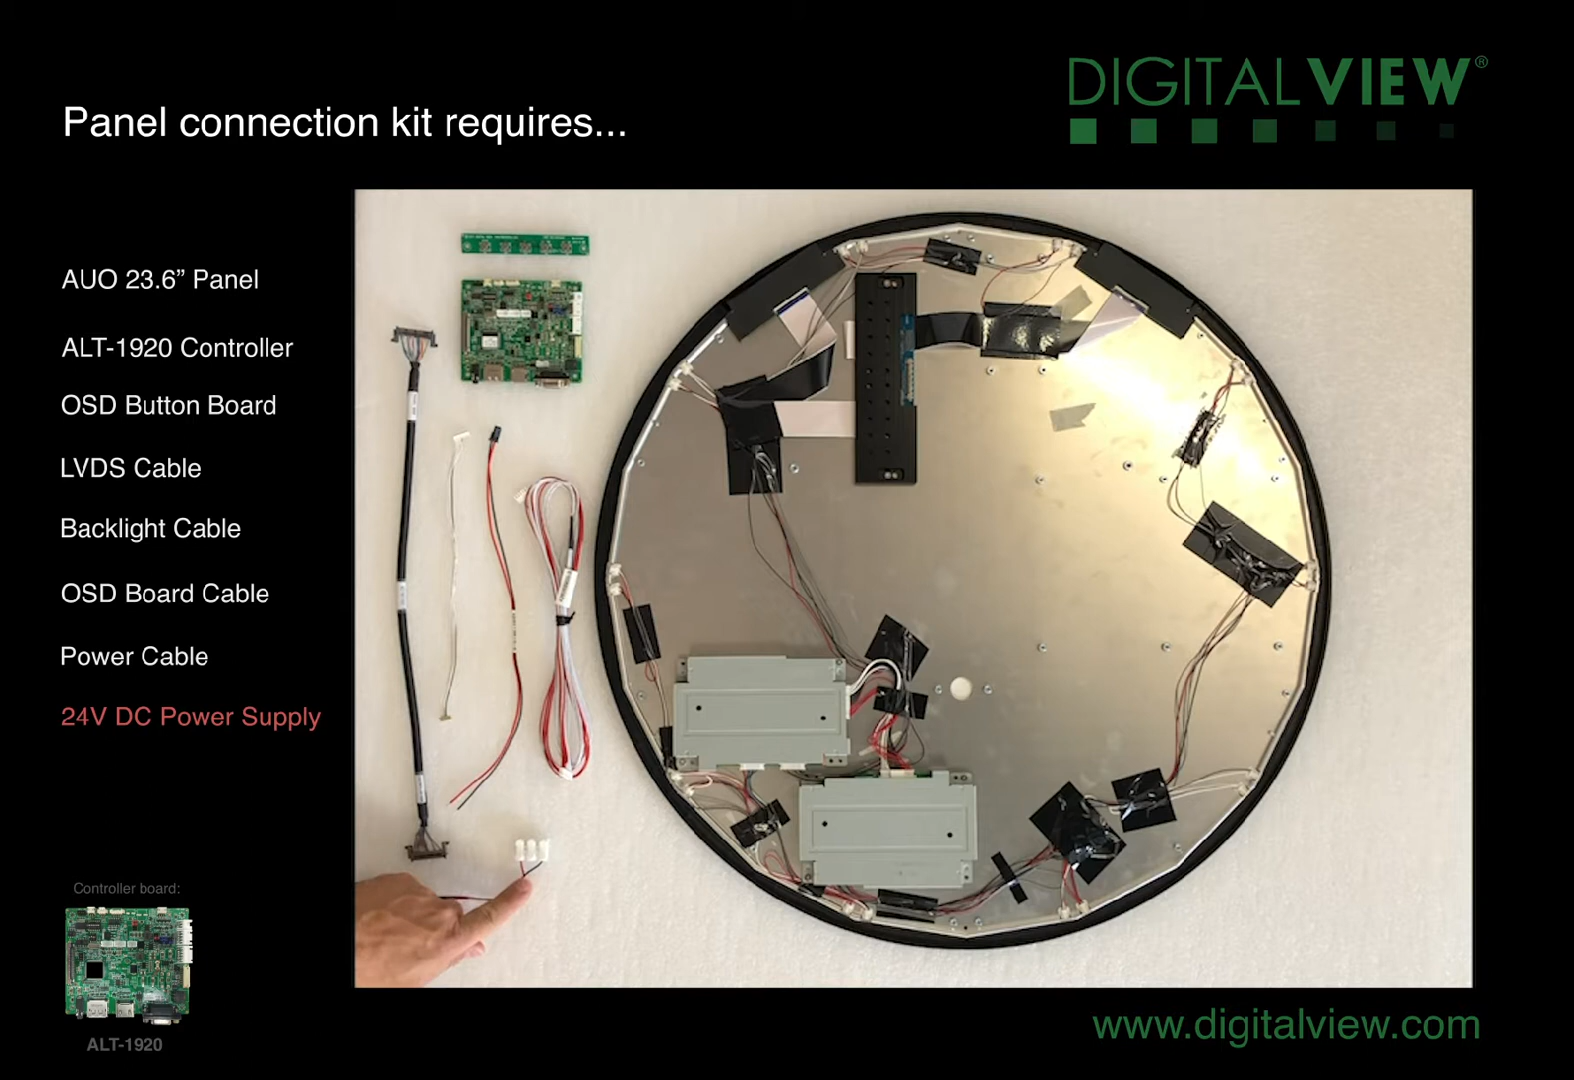 DIGITALVIEW®
Panel connection kit requires...
AUO 23.6” Panel
ALT-1920 Controller
OSD Button Board
LVDS Cable
Backlight Cable
OSD Board Cable
Power Cable
24V DC Power Supply
Controller board:
ALT-1920
www.digitalview.com